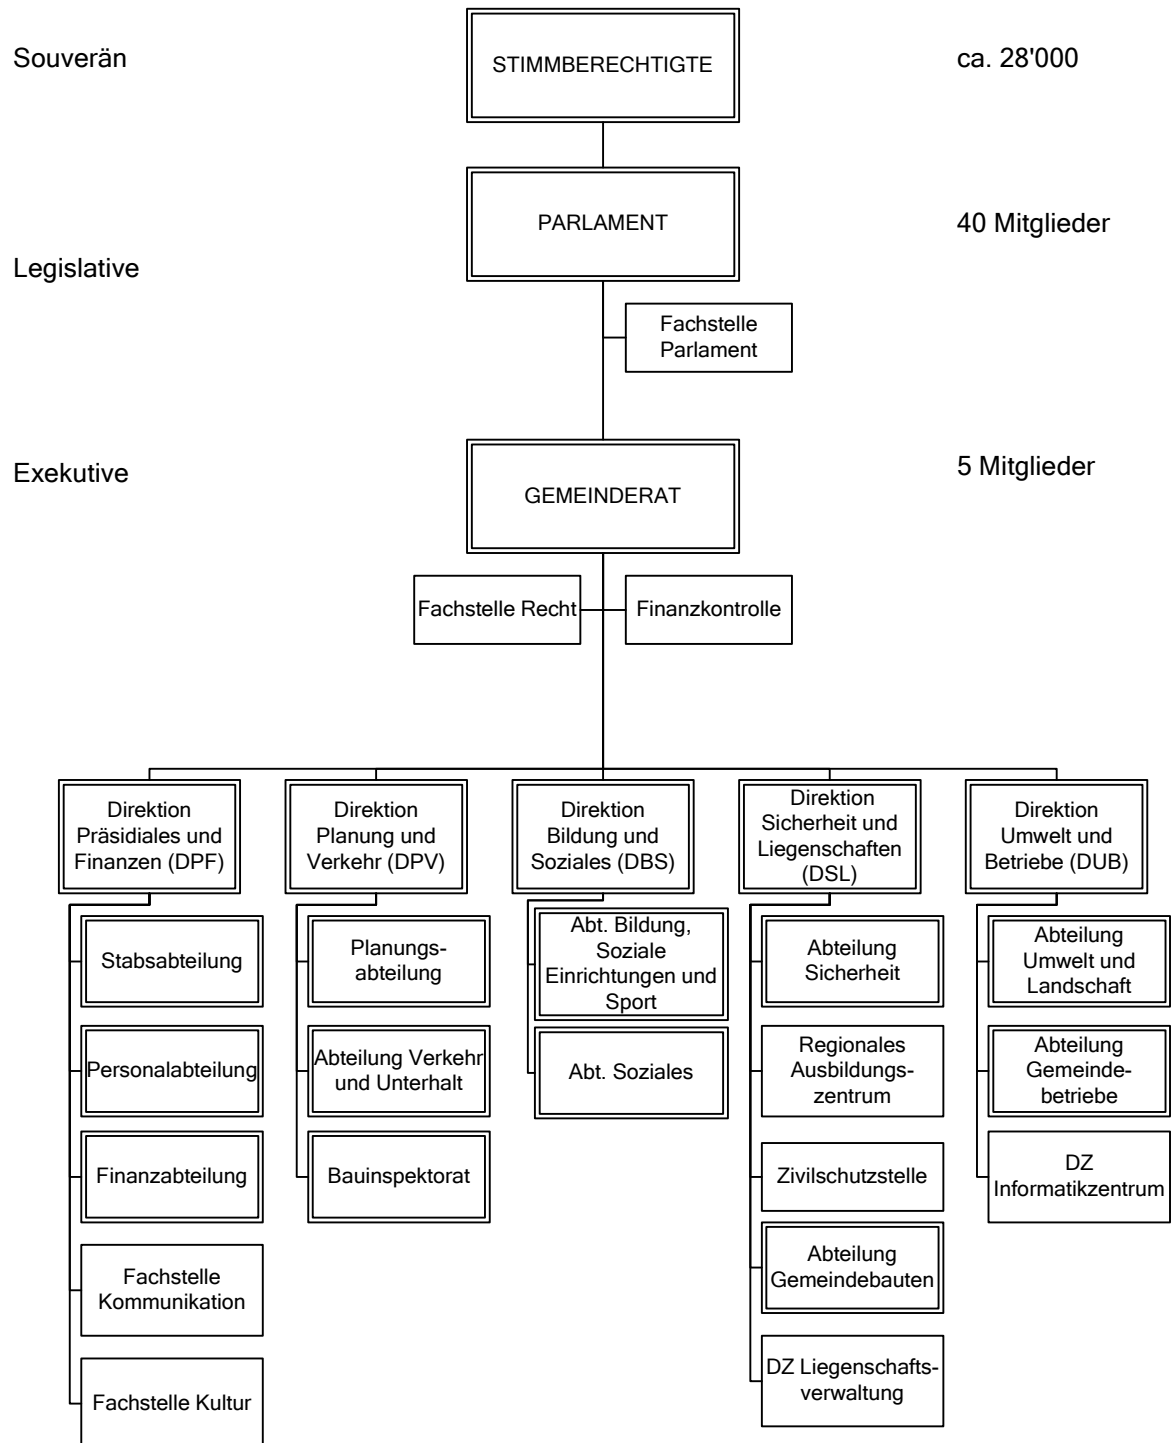 Souverän
STIMMBERECHTIGTE
ca. 28'000
PARLAMENT
40 Mitglieder
Legislative
Fachstelle
Parlament
Exekutive
GEMEINDERAT
5 Mitglieder
Fachstelle Recht
Finanzkontrolle
Direktion
Präsidiales und
Finanzen (DPF)
Direktion
Planung und
Verkehr (DPV)
Direktion
Bildung und
Soziales (DBS)
Direktion
Sicherheit und
Liegenschaften
(DSL)
Direktion
Umwelt und
Betriebe (DUB)
Stabsabteilung
Personalabteilung
Finanzabteilung
Fachstelle
Kommunikation
Fachstelle Kultur
Planungs-
abteilung
Abteilung Verkehr
und Unterhalt
Bauinspektorat
Abt. Bildung,
Soziale
Einrichtungen und
Sport
Abt. Soziales
Abteilung
Sicherheit
Regionales
Ausbildungs-
zentrum
Zivilschutzstelle
Abteilung
Gemeindebauten
DZ Liegenschafts-
verwaltung
Abteilung
Umwelt und
Landschaft
Abteilung
Gemeinde-
betriebe
DZ
Informatikzentrum